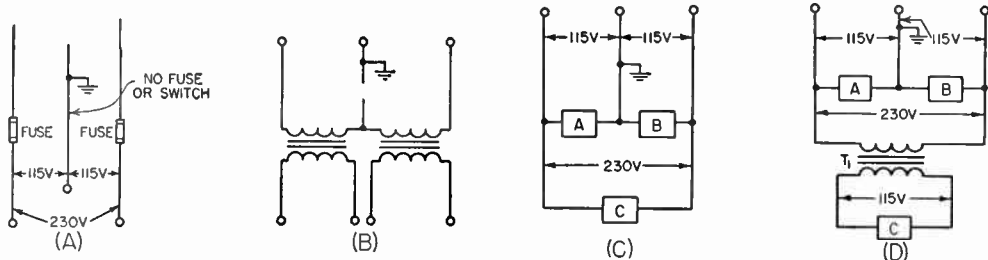 NO FUSE
OR SWITCH
FUSE
FUSE
115V
115V
230V
(A)
(B)
115V
115V
A
B
230V
C
(C)
115V
115V
A
B
230V
T1
115V
C
(D)